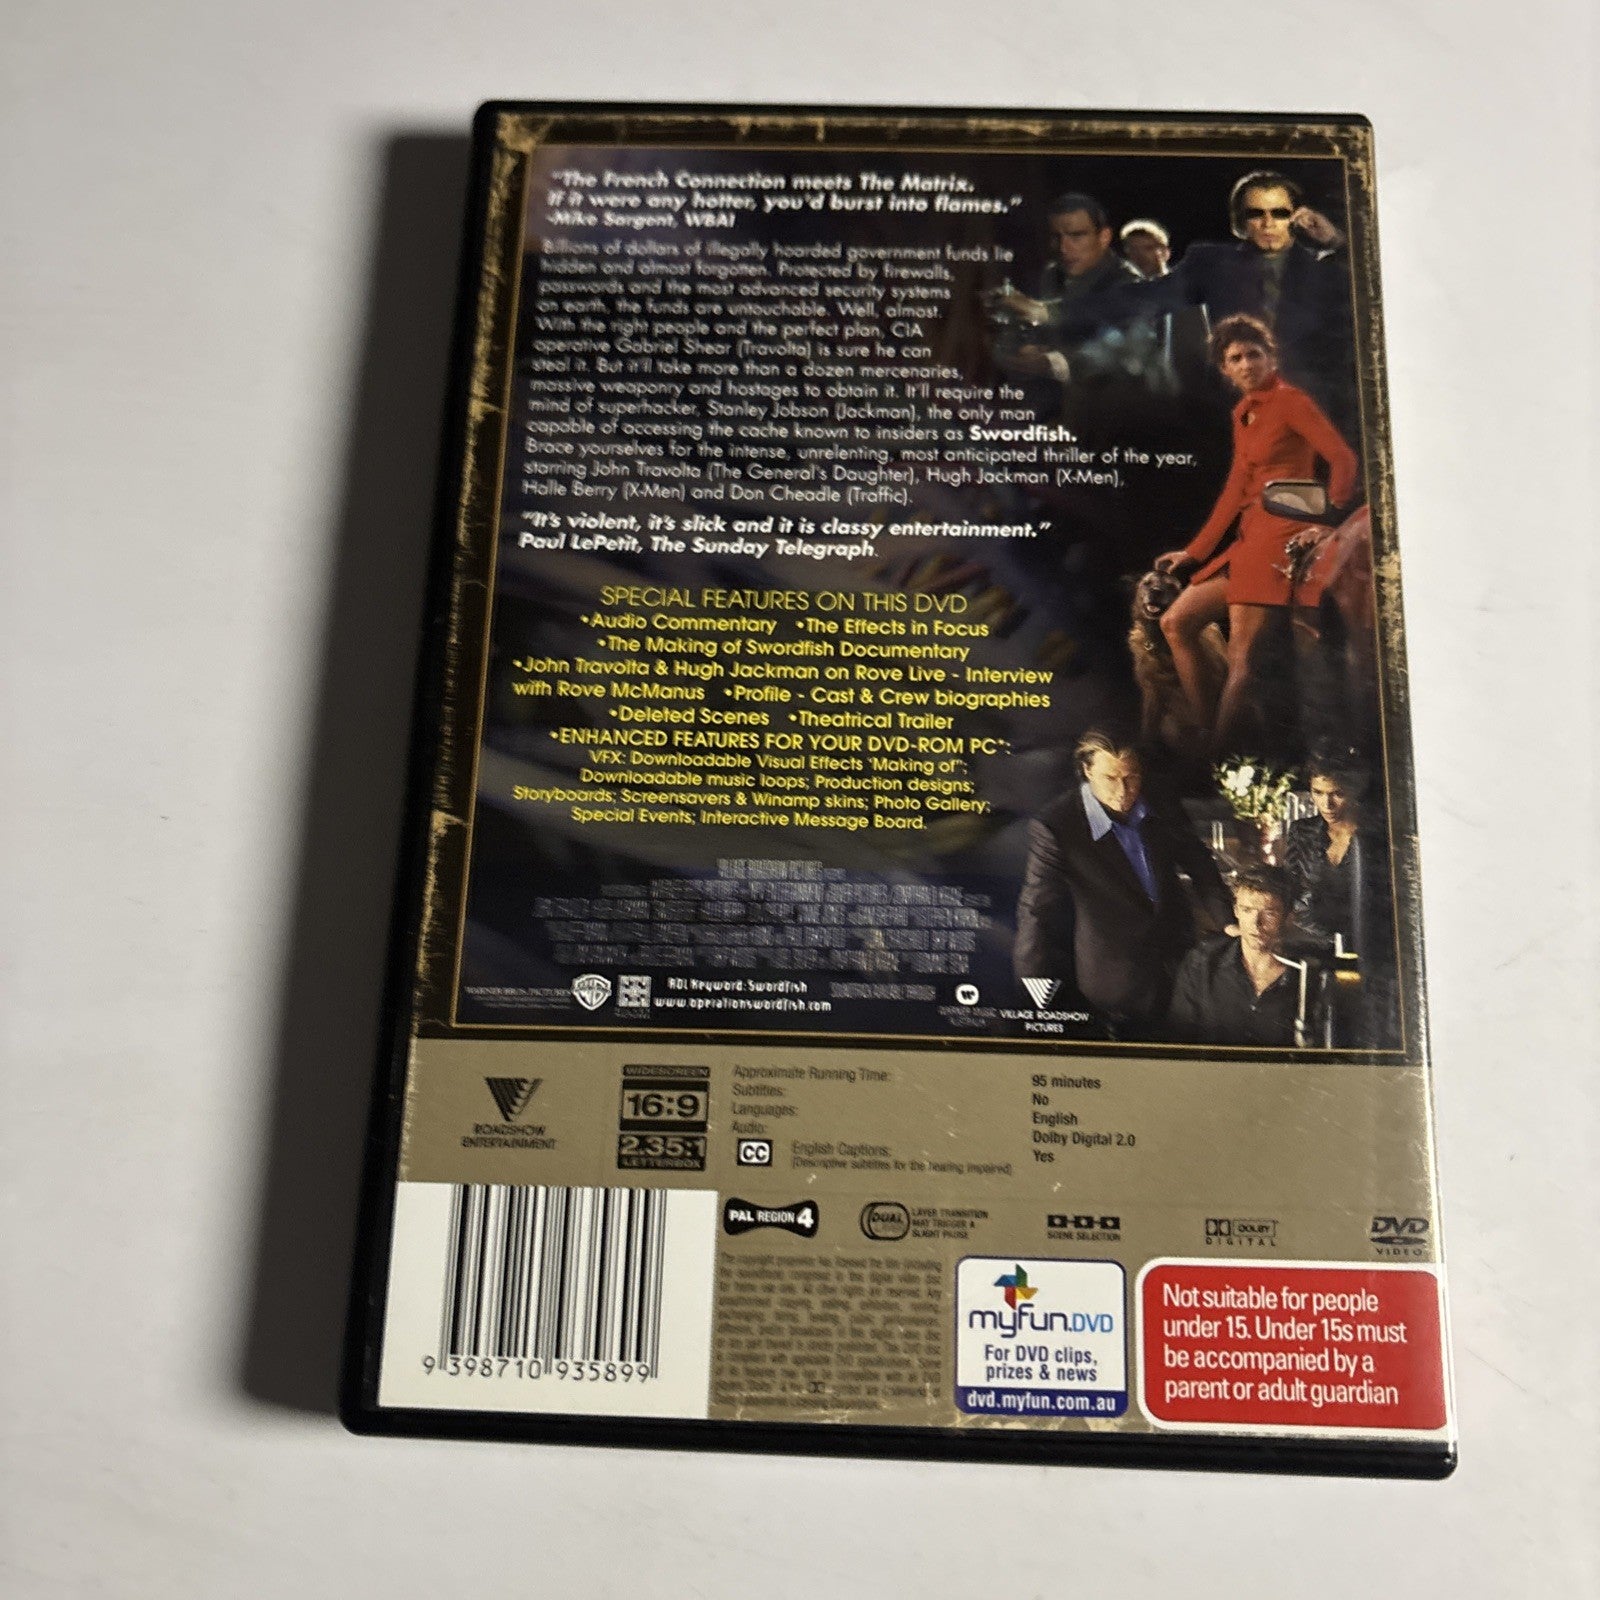 "The French Connection meets The Matrix.
If it were any hotter, you'd burst into flames."
-Mike Sargent, WBAI
Billions of dollars of illegally hoarded government funds lie
hidden and almost forgotten. Protected by firewalls,
passwords and the most advanced security systems
on earth, the funds are untouchable. Well, almost.
With the right people and the perfect plan, CIA
operative Gabriel Shear (Travolta) is sure he can
steal it. But it'll take more than a dozen mercenaries,
massive weaponry and hostages to obtain it. It'll require the
mind of superhacker, Stanley Jobson (Jackman), the only man
capable of accessing the cache known to insiders as Swordfish.
Brace yourselves for the intense, unrelenting, most anticipated thriller of the year,
starring John Travolta (The General's Daughter), Hugh Jackman (X-Men),
Halle Berry (X-Men) and Don Cheadle (Traffic).
"It's violent, it's slick and it is classy entertainment."
Paul LePetit, The Sunday Telegraph.
SPECIAL FEATURES ON THIS DVD
•Audio Commentary •The Effects in Focus
•The Making of Swordfish Documentary
•John Travolta & Hugh Jackman on Rove Live - Interview
with Rove McManus •Profile - Cast & Crew biographies
•Deleted Scenes •Theatrical Trailer
•ENHANCED FEATURES FOR YOUR DVD-ROM PC*:
VFX: Downloadable Visual Effects 'Making of";
Downloadable music loops; Production designs;
Storyboards; Screensavers & Winamp skins; Photo Gallery;
Special Events; Interactive Message Board.
VILLAGE ROADSHOW PICTURES
WARNER BROS. PICTURES
AOL Keyword: Swordfish
www.operationswordfish.com
SOUNDTRACK AVAILABLE THROUGH
WARNER MUSIC
AUSTRALIA
VILLAGE ROADSHOW
PICTURES
ROADSHOW
ENTERTAINMENT
WIDESCREEN
16:9
2.35:1
LETTERBOX
Approximate Running Time: 95 minutes
Subtitles: No
Languages: English
Audio: Dolby Digital 2.0
CC English Captions: Yes
(Descriptive subtitles for the hearing impaired)
PAL REGION 4
DUAL
LAYER TRANSITION
MAY TRIGGER A
SLIGHT PAUSE
SCENE SELECTION
DOLBY
DIGITAL
DVD
VIDEO
9 398710 935899
myfun.DVD
For DVD clips,
prizes & news
dvd.myfun.com.au
Not suitable for people
under 15. Under 15s must
be accompanied by a
parent or adult guardian